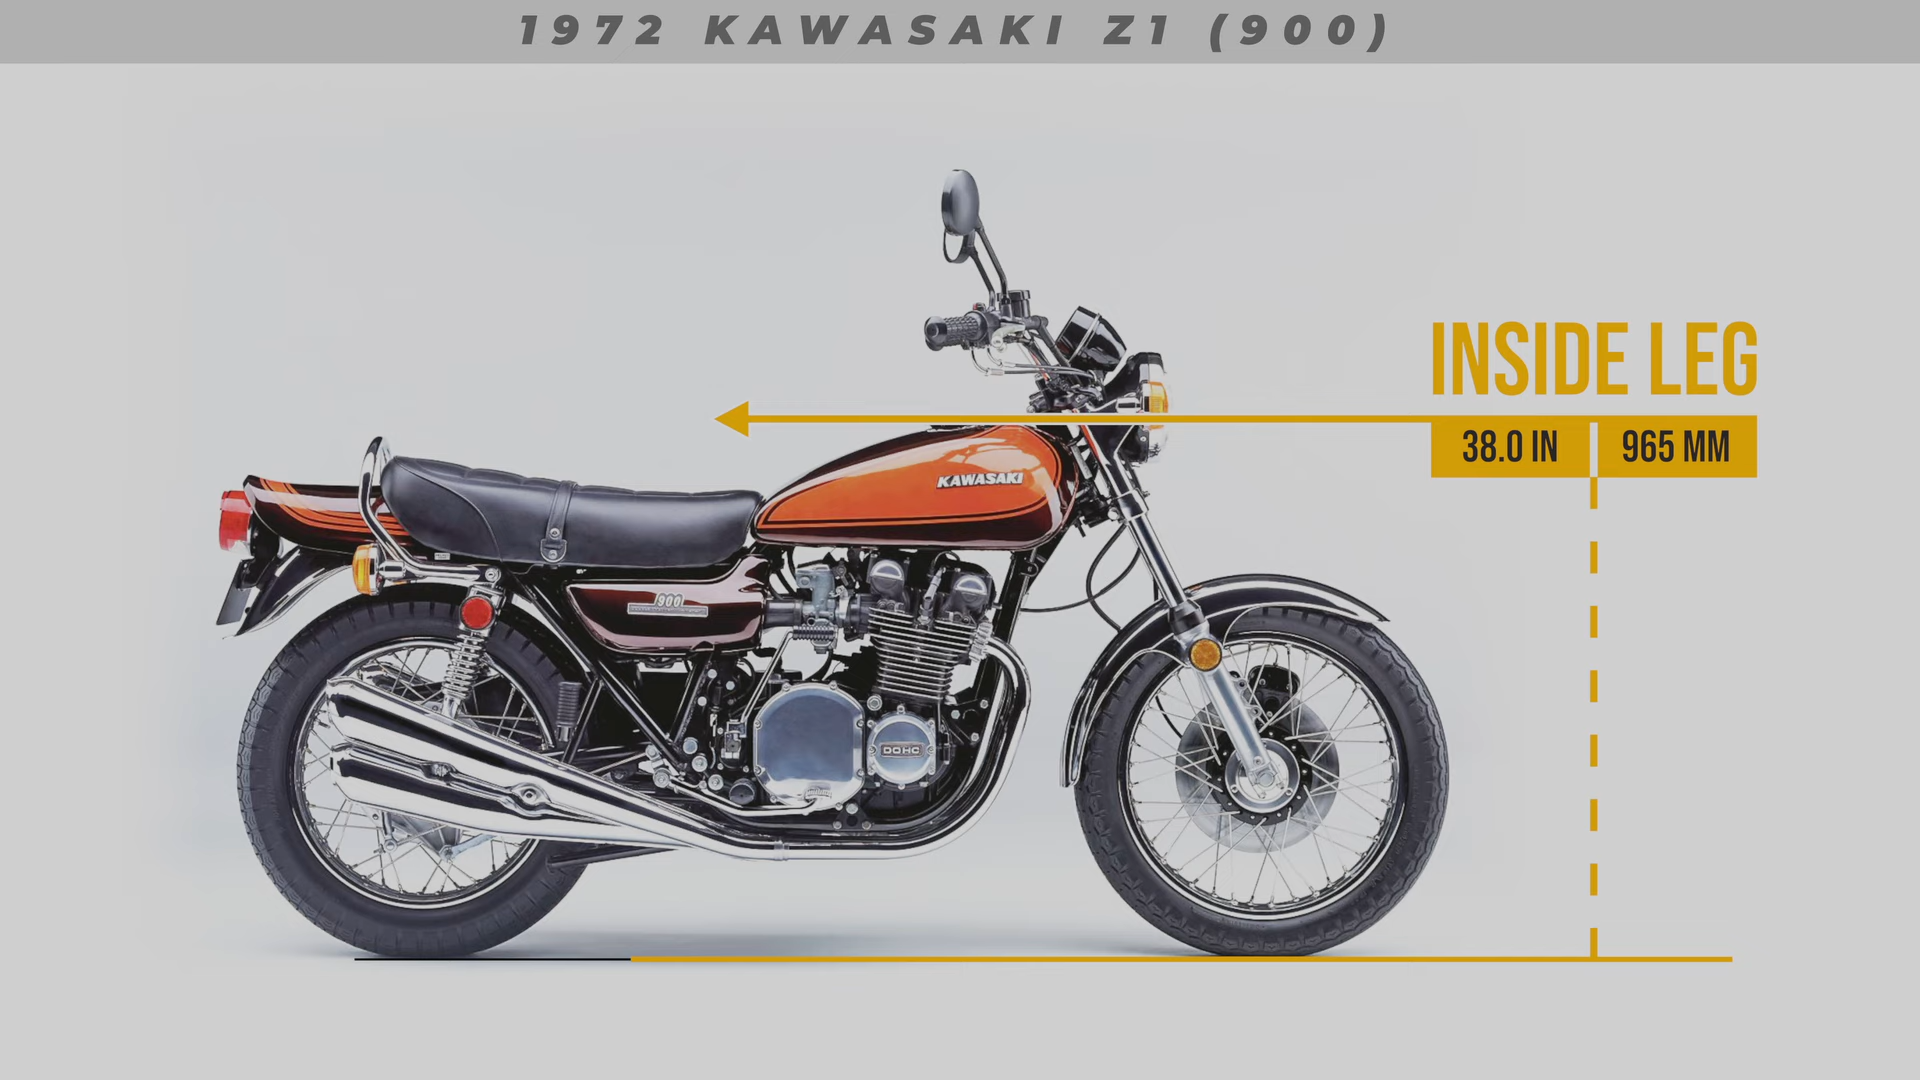 1972 KAWASAKI Z1 (900)
INSIDE LEG
38.0 IN 965 MM
KAWASAKI
900
DOHC